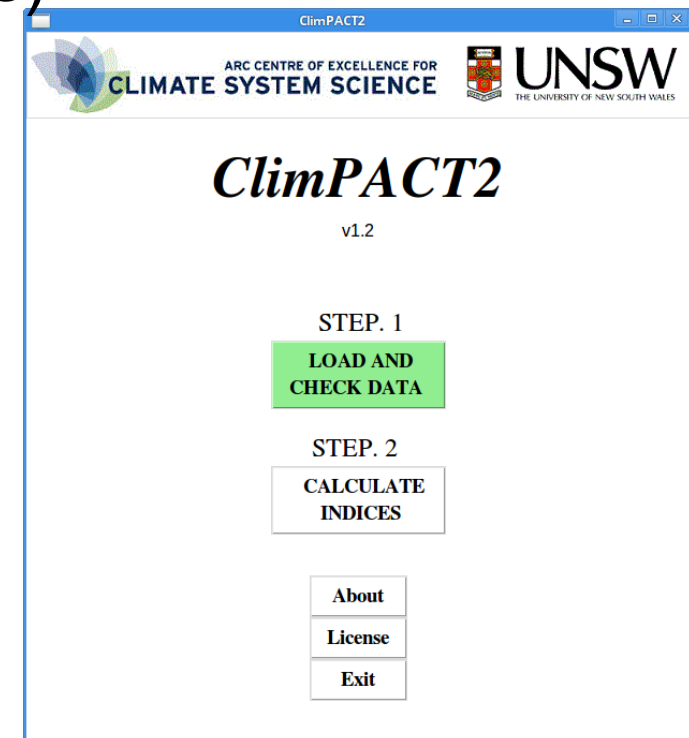 ClimPACT2
ARC CENTRE OF EXCELLENCE FOR
CLIMATE SYSTEM SCIENCE
UNSW
THE UNIVERSITY OF NEW SOUTH WALES
ClimPACT2
v1.2
STEP. 1
LOAD AND
CHECK DATA
STEP. 2
CALCULATE
INDICES
About
License
Exit